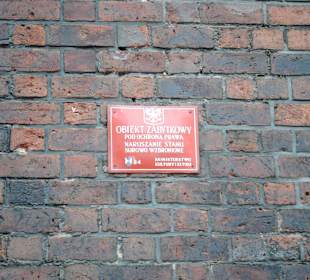 OBIEKT ZABYTKOWY
POD OCHRONĄ PRAWA
NARUSZANIE STANU
SUROWO WZBRONIONE
MINISTERSTWO
KULTURY I SZTUKI